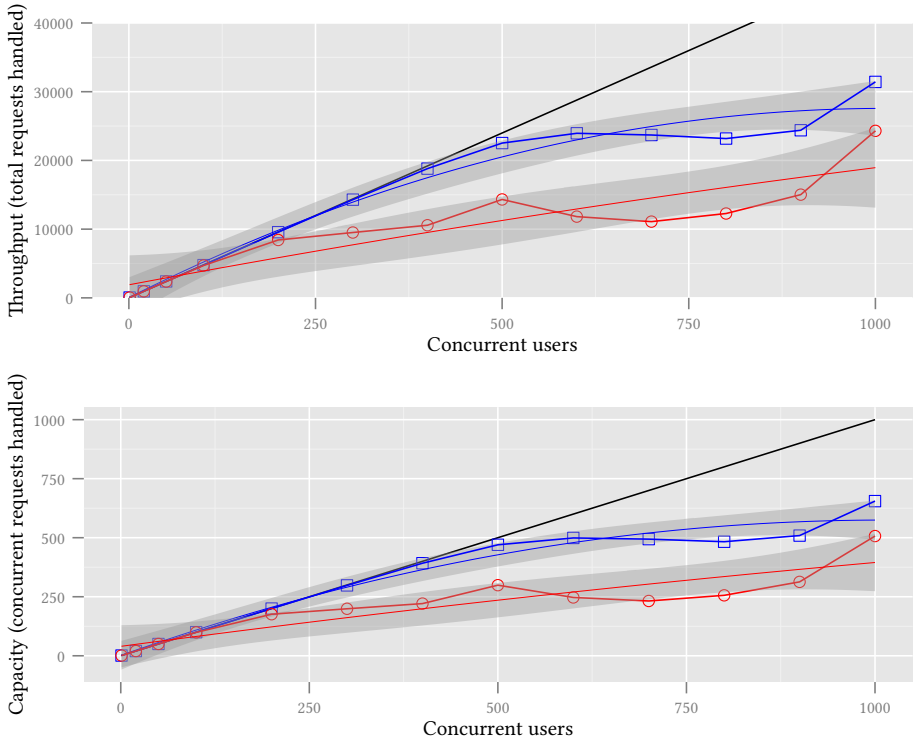 Throughput (total requests handled)
40000
30000
20000
10000
0
0 250 500 750 1000
Concurrent users
Capacity (concurrent requests handled)
1000
750
500
250
0
0 250 500 750 1000
Concurrent users